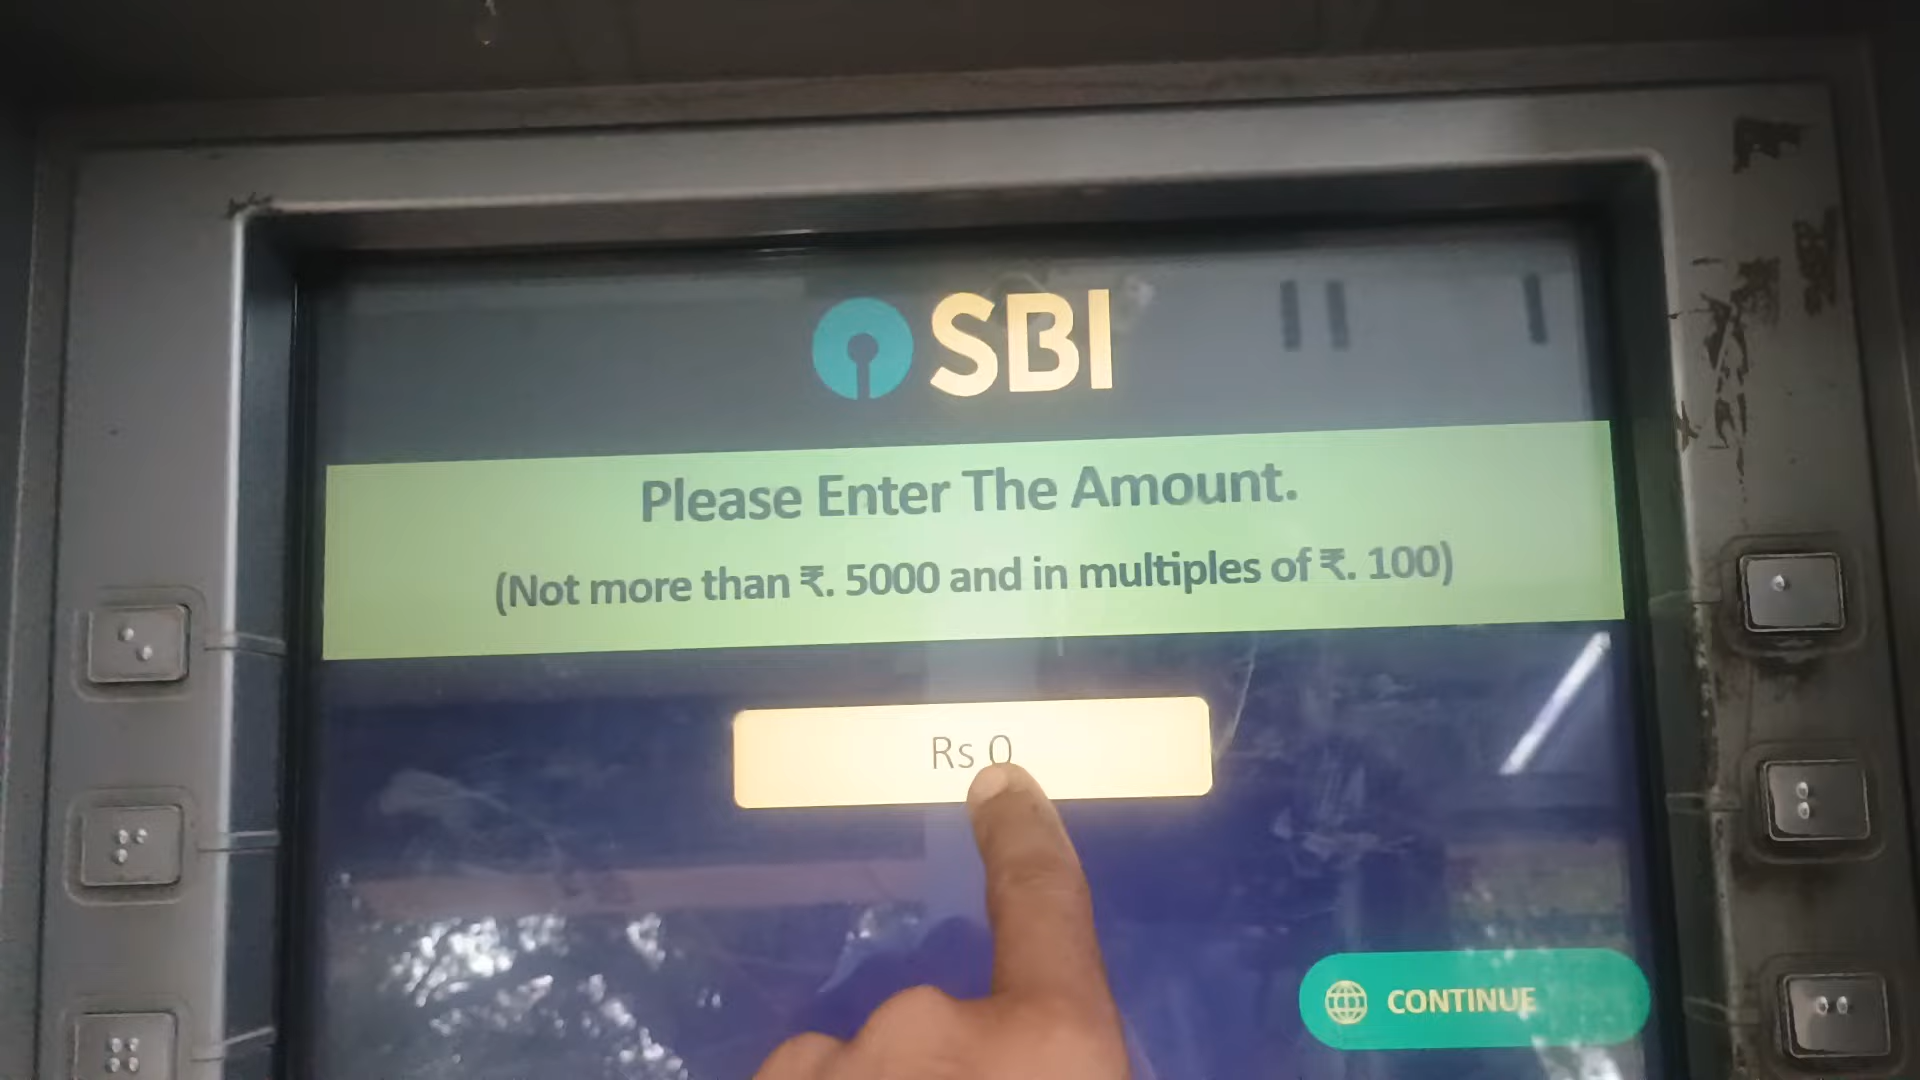 SBI
Please Enter The Amount.
(Not more than ₹. 5000 and in multiples of ₹. 100)
Rs 0
CONTINUE